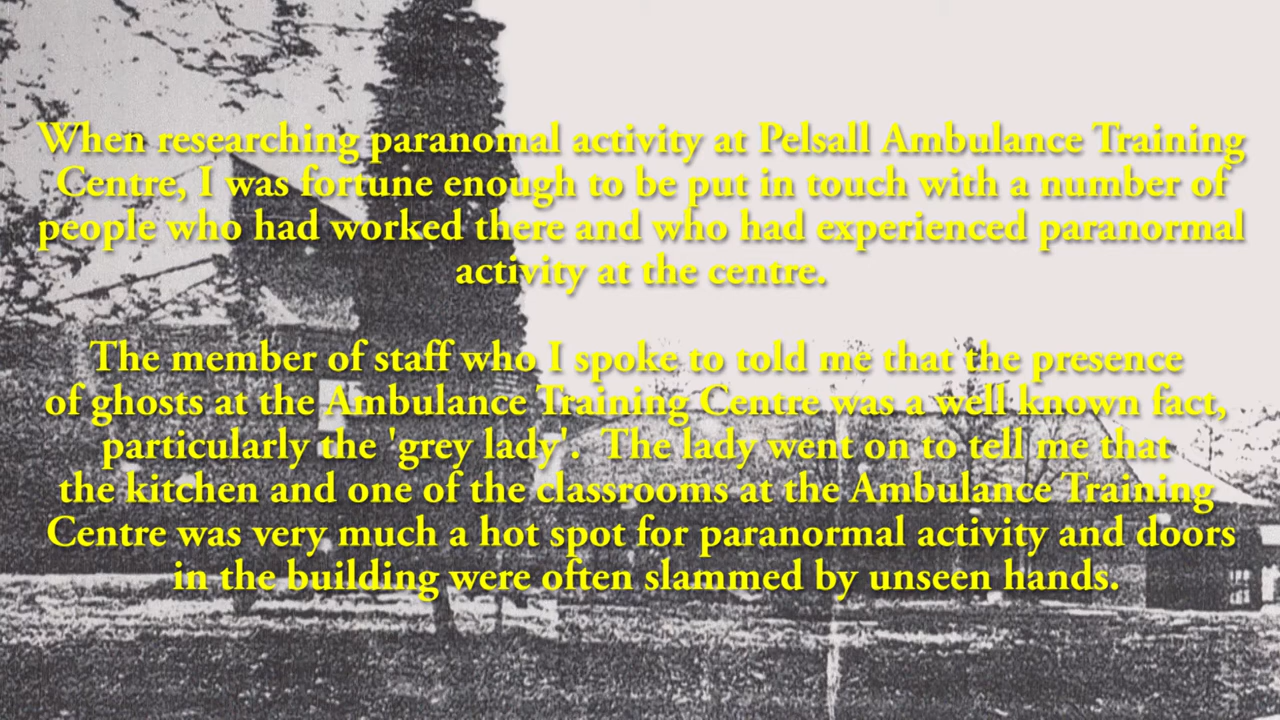 When researching paranomal activity at Pelsall Ambulance Training
Centre, I was fortune enough to be put in touch with a number of
people who had worked there and who had experienced paranormal
activity at the centre.
The member of staff who I spoke to told me that the presence
of ghosts at the Ambulance Training Centre was a well known fact,
particularly the 'grey lady'.  The lady went on to tell me that
the kitchen and one of the classrooms at the Ambulance Training
Centre was very much a hot spot for paranormal activity and doors
in the building were often slammed by unseen hands.